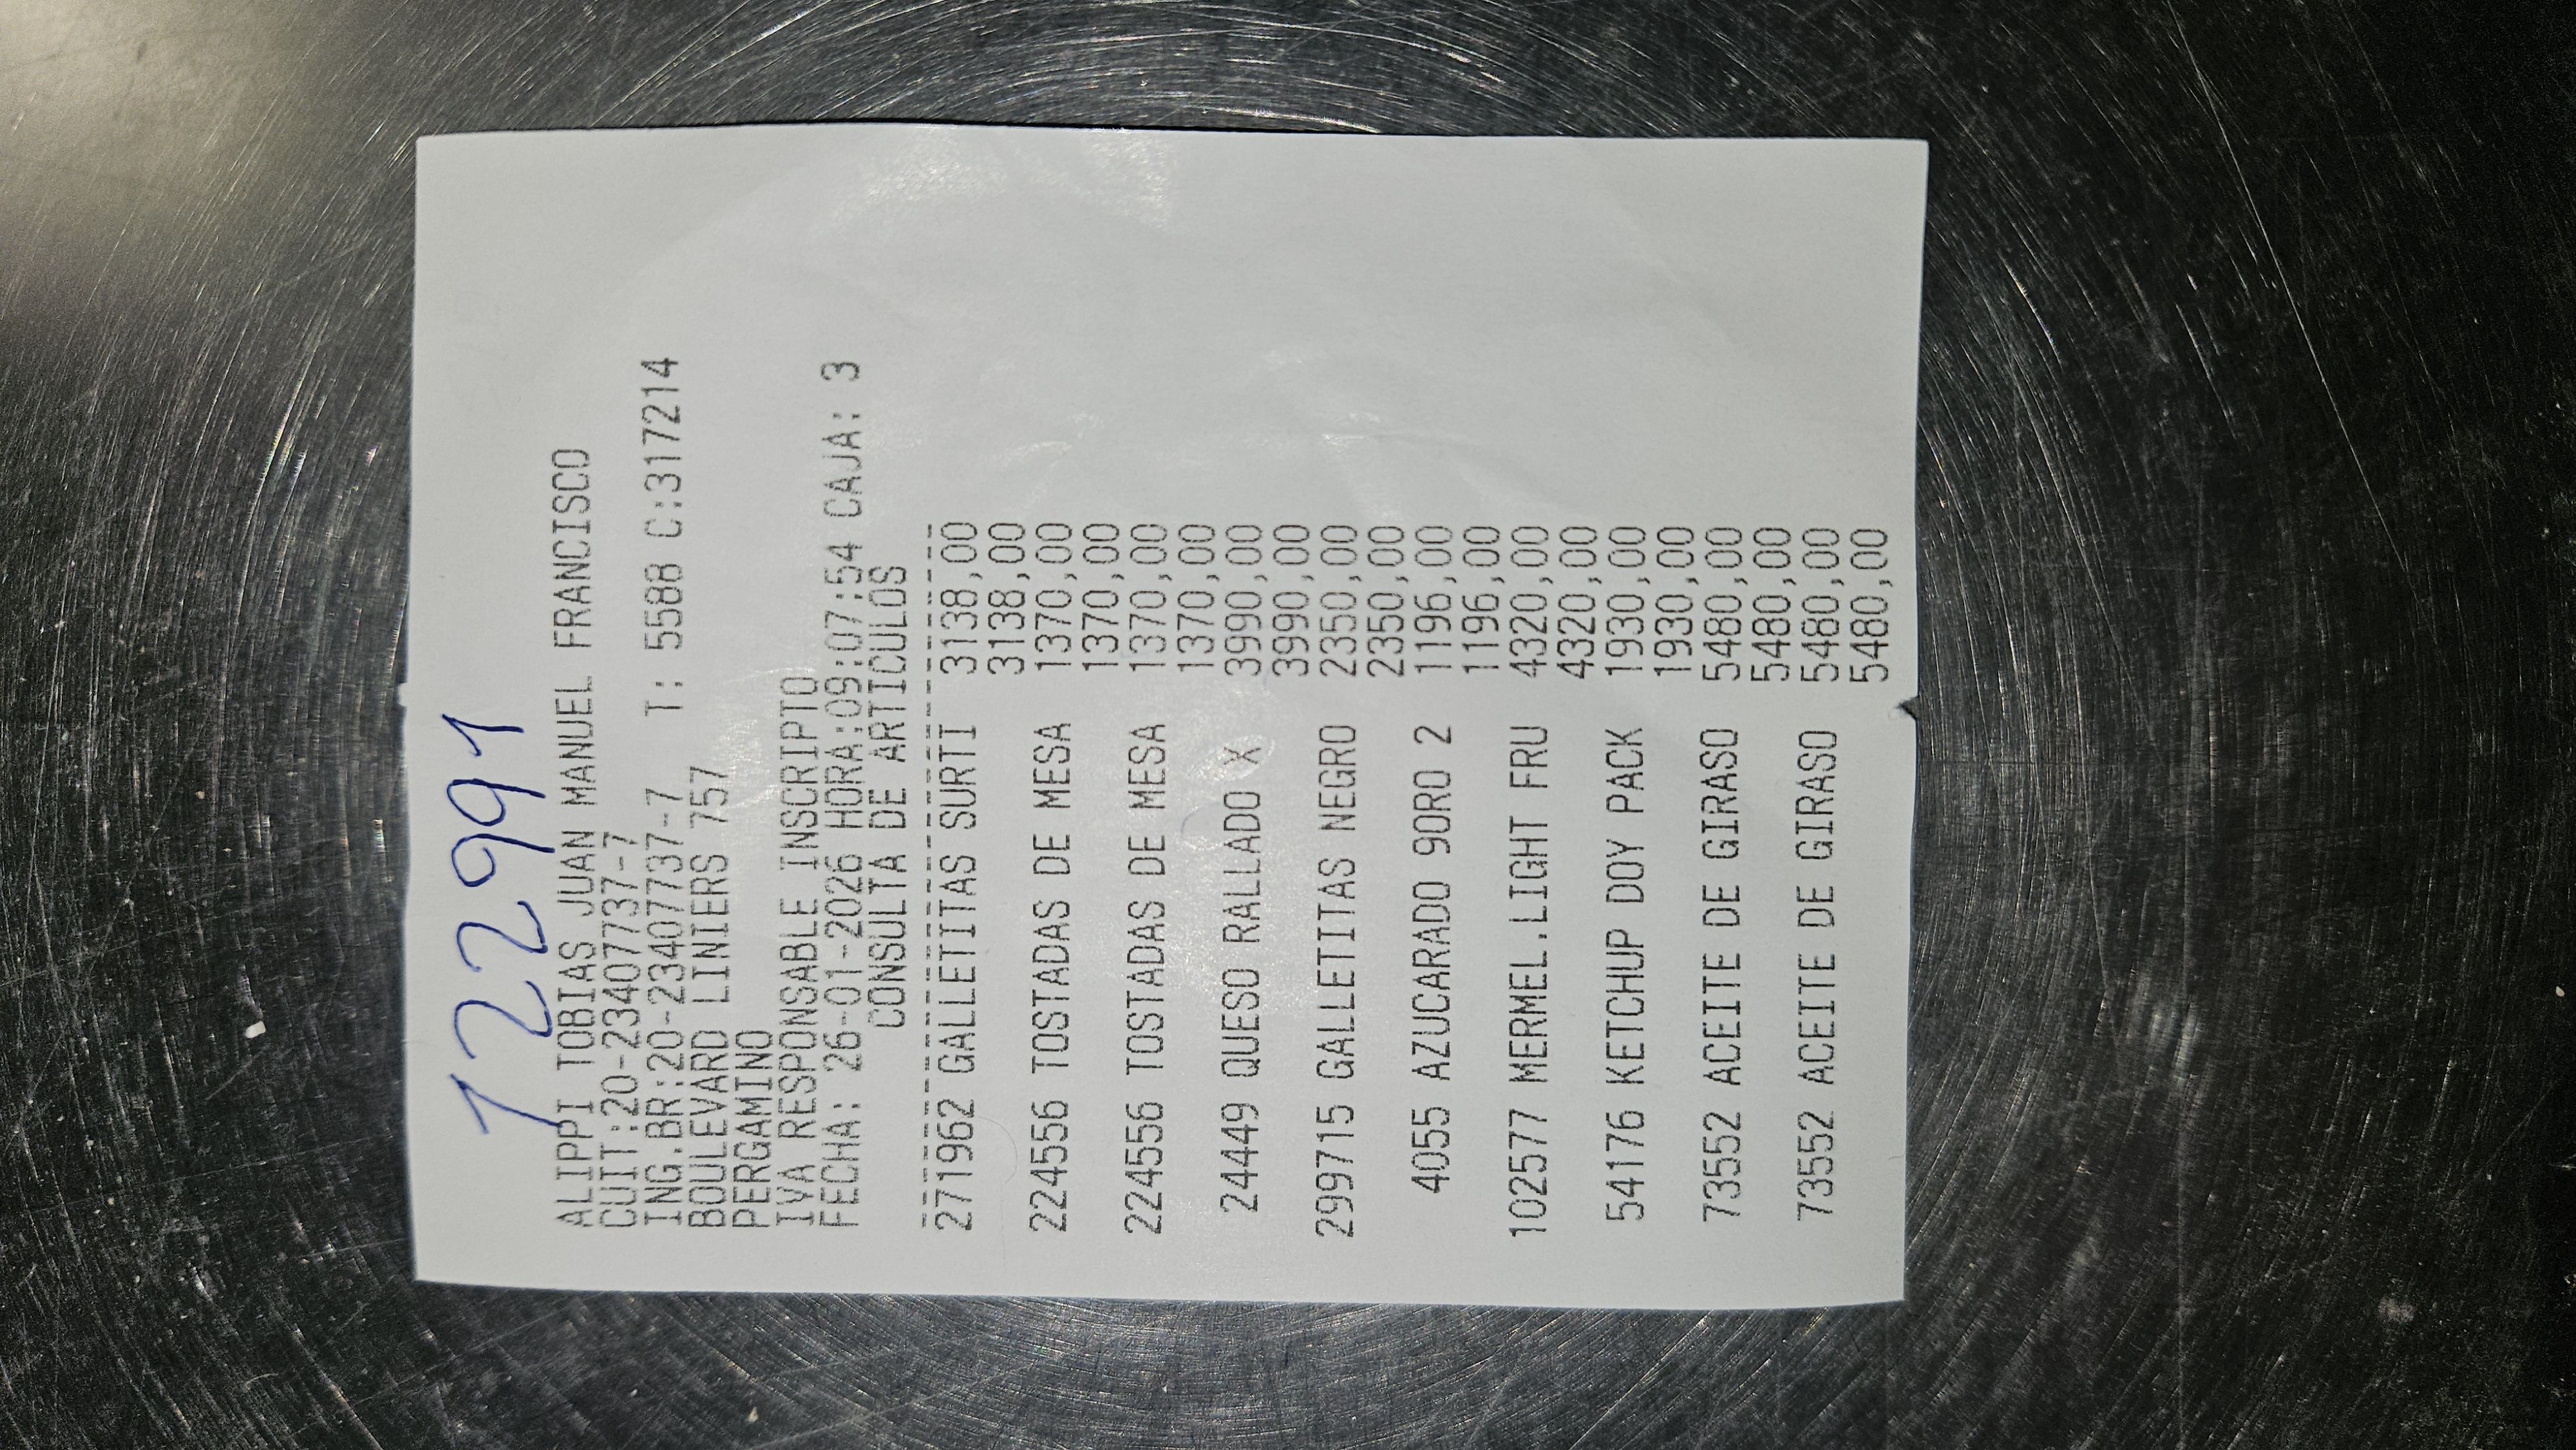 12291
ALIPPI TOBIAS JUAN MANUEL FRANCISCO
CUIT:20-23407737-7
ING.BR:20-23407737-7 T: 5588 C:317214
BOULEVARD LINIERS 757
PERGAMINO
IVA RESPONSABLE INSCRIPTO
FECHA: 26-01-2026 HORA:09:07:54 CAJA: 3
CONSULTA DE ARTICULOS
271962 GALLETITAS SURTI 3138,00
3138,00
224556 TOSTADAS DE MESA 1370,00
1370,00
224556 TOSTADAS DE MESA 1370,00
1370,00
24449 QUESO RALLADO X 3990,00
3990,00
299715 GALLETITAS NEGRO 2350,00
2350,00
4055 AZUCARADO 90RO 2 1196,00
1196,00
102577 MERMEL.LIGHT FRU 4320,00
4320,00
54176 KETCHUP DOY PACK 1930,00
1930,00
73552 ACEITE DE GIRASO 5480,00
5480,00
73552 ACEITE DE GIRASO 5480,00
5480,00